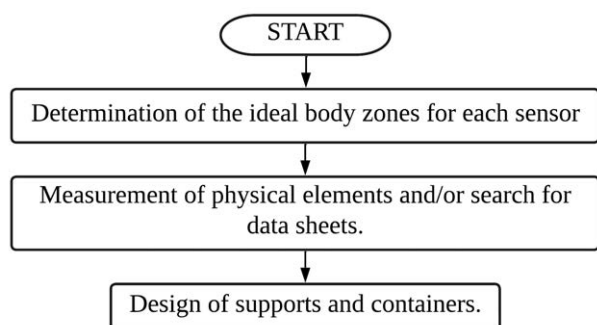 START
Determination of the ideal body zones for each sensor
Measurement of physical elements and/or search for
data sheets.
Design of supports and containers.